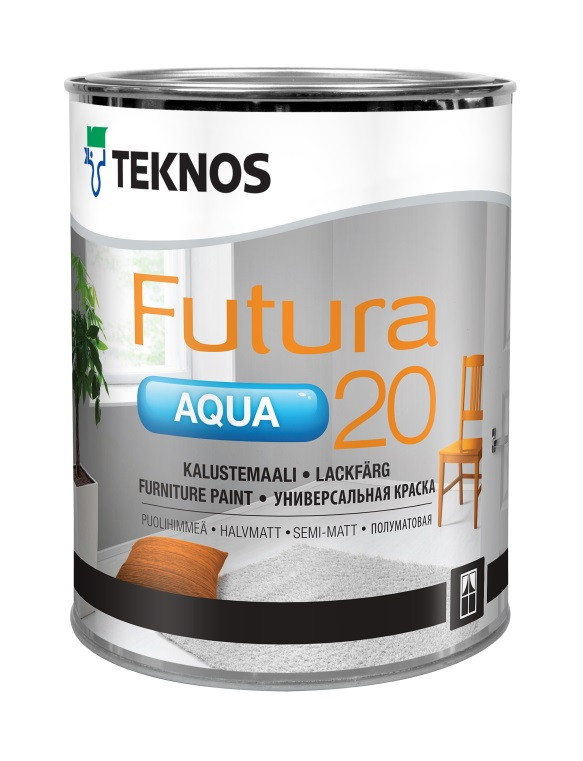 TEKNOS
Futura
AQUA 20
KALUSTEMAALI • LACKFÄRG
FURNITURE PAINT • УНИВЕРСАЛЬНАЯ КРАСКА
PUOLIHIMMEÄ • HALVMATT • SEMI-MATT • ПОЛУМАТОВАЯ